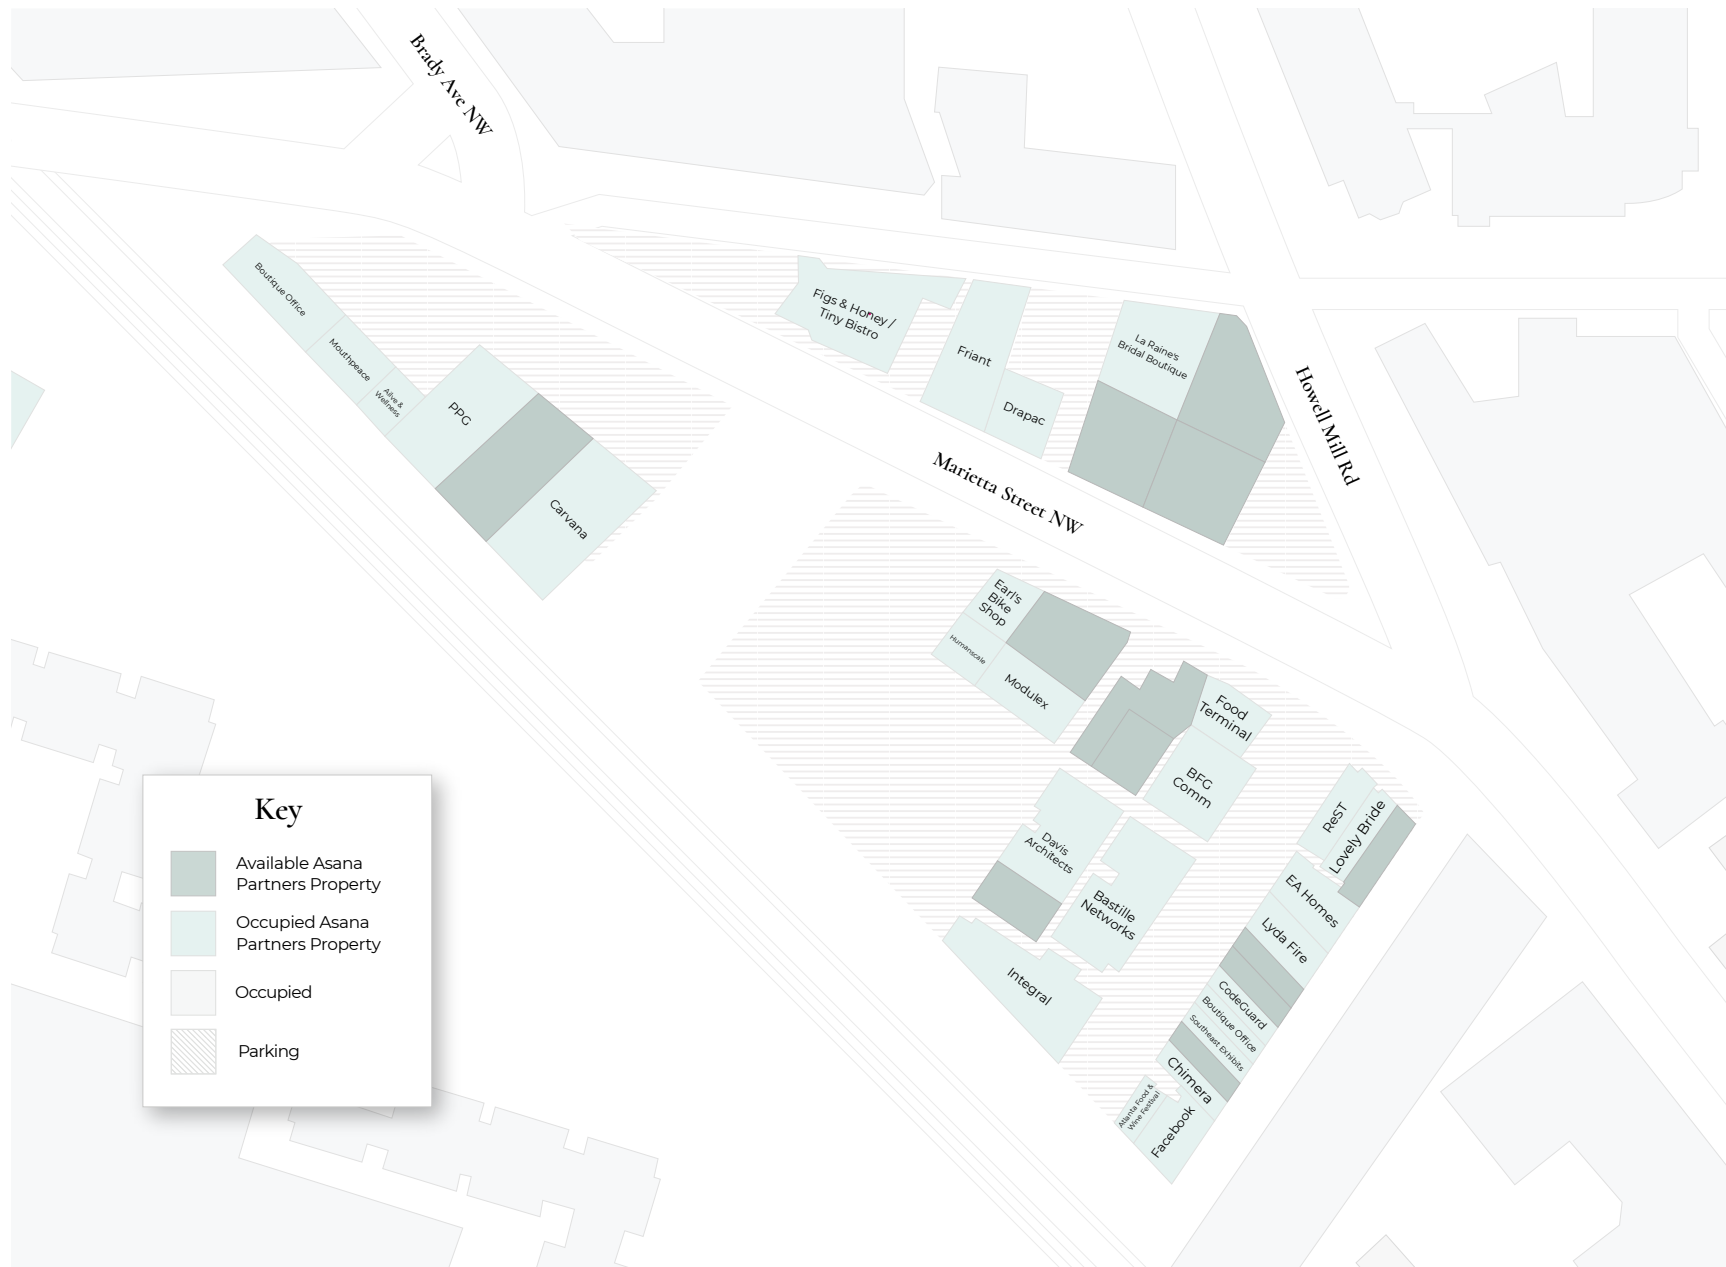 Brady Ave NW
Boutique Office
Mouthpeace
Alive &
Wellness
PPG
Carvana
Figs & Honey /
Tiny Bistro
Friant
Drapac
La Raine's
Bridal Boutique
Howell Mill Rd
Marietta Street NW
Earl's
Bike
Shop
Humanscale
Modulex
Food
Terminal
BFG
Comm
Davis
Architects
Bastille
Networks
Integral
ReST
Lovely Bride
EA Homes
Lyda Fire
CodeGuard
Boutique Office
Southeast Exhibits
Chimera
Atlanta Food &
Wine Festival
Facebook
Key
Available Asana
Partners Property
Occupied Asana
Partners Property
Occupied
Parking